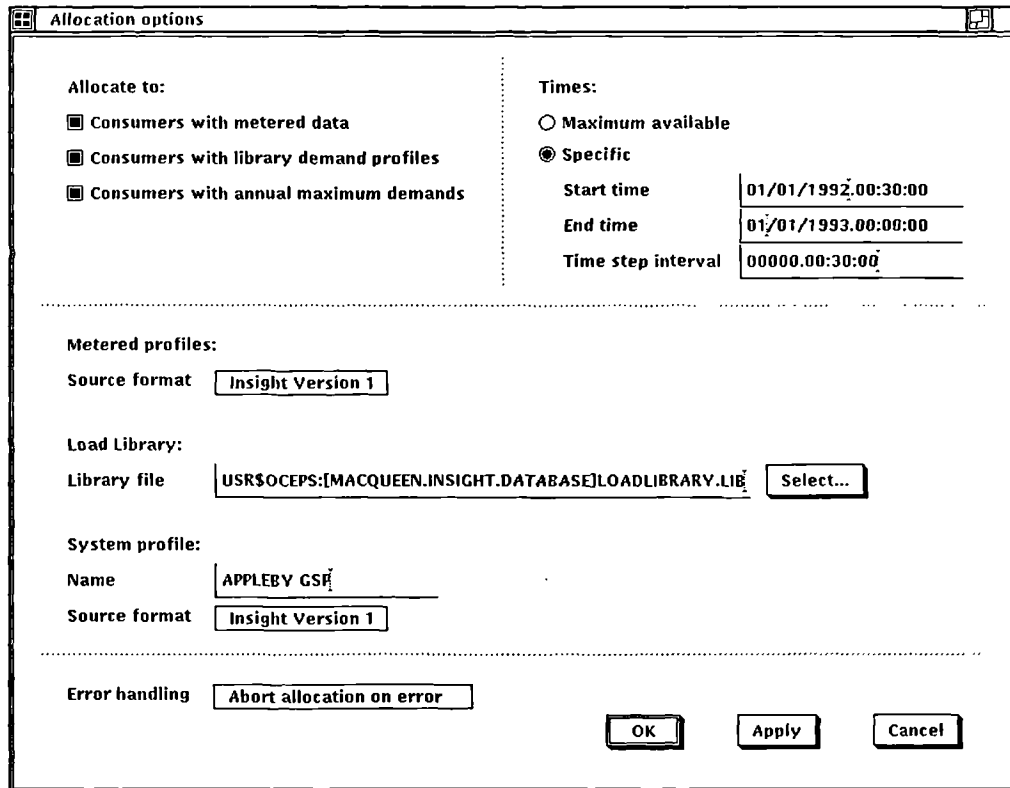 Allocation options
Allocate to:
Consumers with metered data
Consumers with library demand profiles
Consumers with annual maximum demands
Times:
Maximum available
Specific
Start time 01/01/1992.00:30:00
End time 01/01/1993.00:00:00
Time step interval 00000.00:30:00
Metered profiles:
Source format Insight Version 1
Load Library:
Library file USR$OCEPS:[MACQUEEN.INSIGHT.DATABASE]LOADLIBRARY.LIB Select...
System profile:
Name APPLEBY GSP
Source format Insight Version 1
Error handling Abort allocation on error
OK Apply Cancel